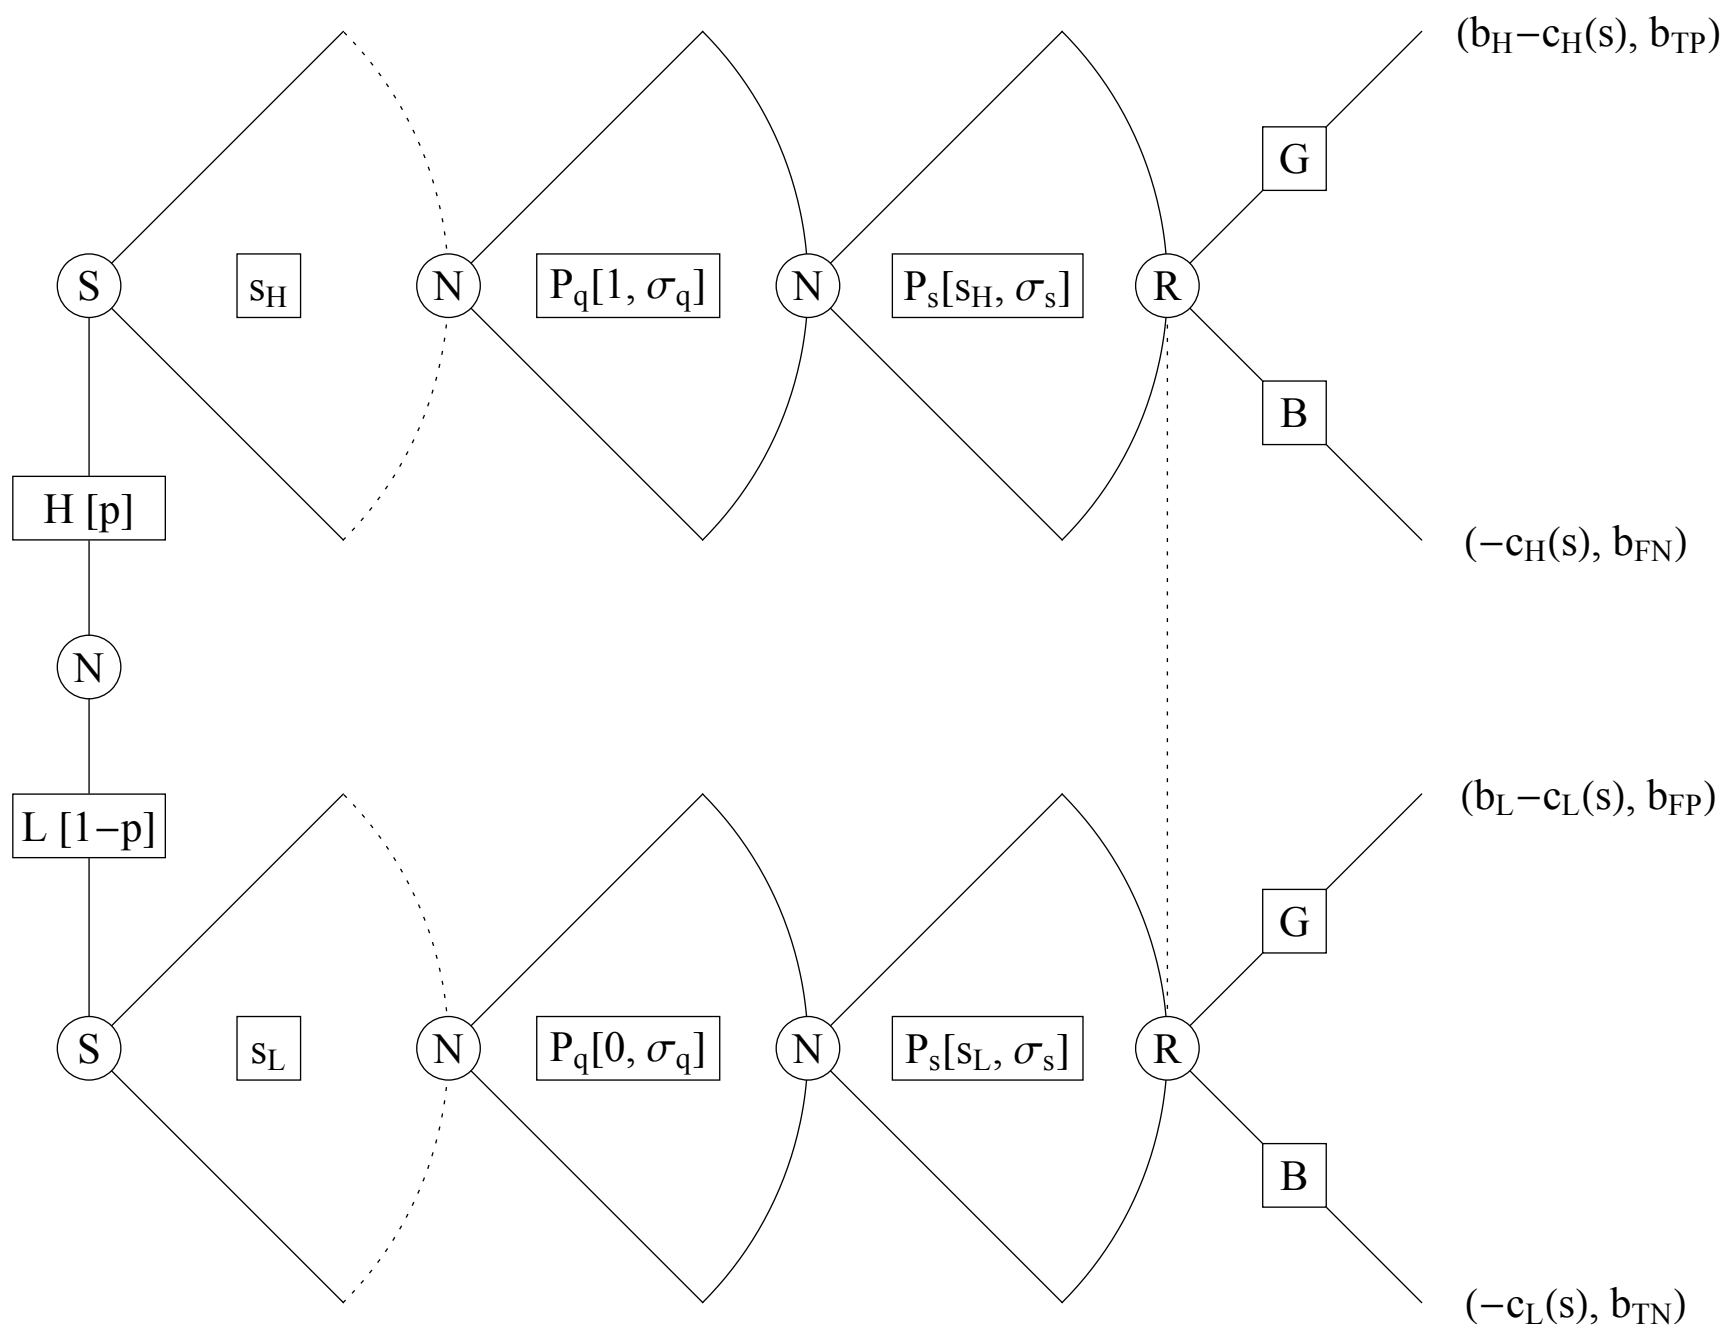 (b_H−c_H(s), b_TP)
G
S
s_H
N
P_q[1, σ_q]
N
P_s[s_H, σ_s]
R
B
H [p]
(−c_H(s), b_FN)
N
(b_L−c_L(s), b_FP)
L [1−p]
G
S
s_L
N
P_q[0, σ_q]
N
P_s[s_L, σ_s]
R
B
(−c_L(s), b_TN)